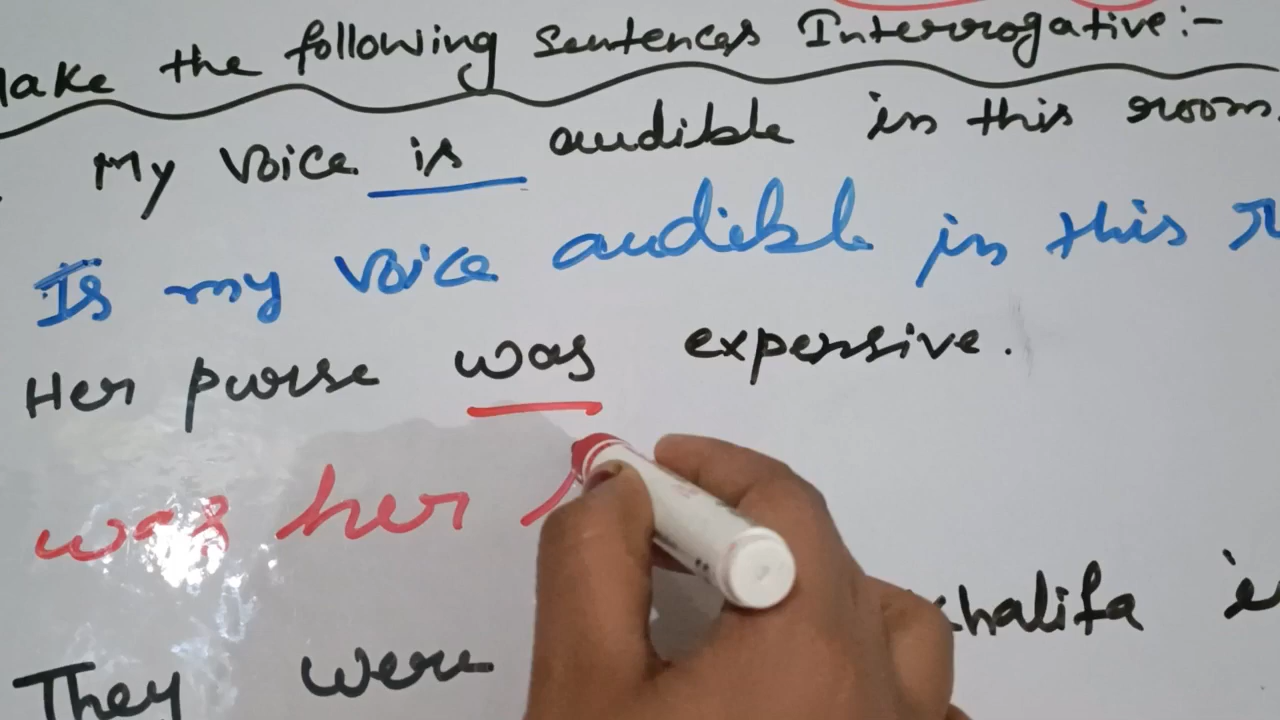 Make the following Sentences Interrogative:-
My voice is audible in this room.
Is my voice audible in this
Her purse was expensive.
was her
They were khalifa